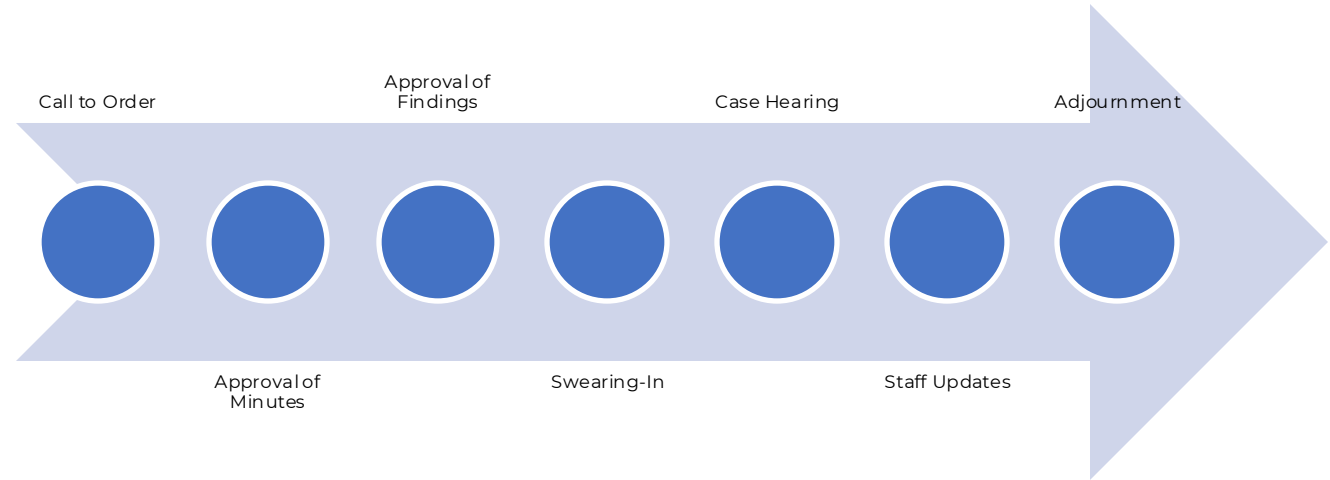 Call to Order
Approval of
Minutes
Approval of
Findings
Swearing-In
Case Hearing
Staff Updates
Adjournment